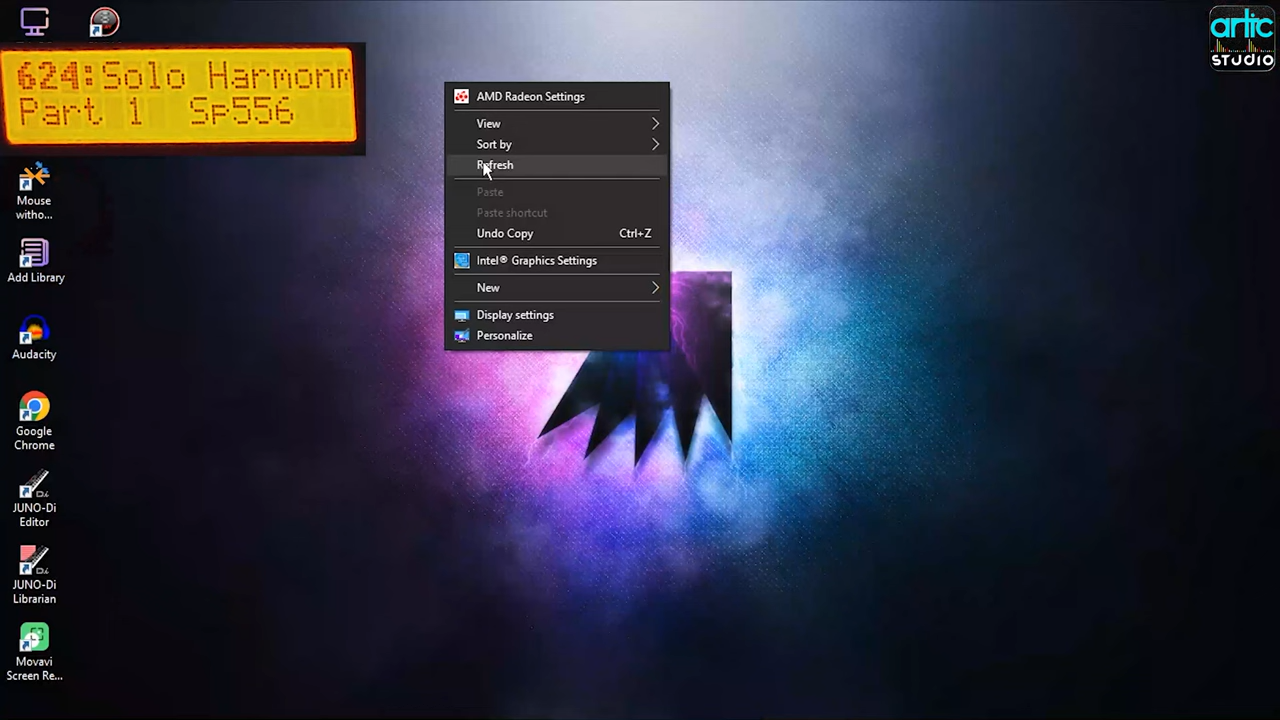 artic
STUDIO
624:Solo Harmonm
Part 1 Sp556
AMD Radeon Settings
View
Sort by
Refresh
Paste
Paste shortcut
Undo Copy Ctrl+Z
Intel® Graphics Settings
New
Display settings
Personalize
Mouse
witho...
Add Library
Audacity
Google
Chrome
JUNO-Di
Editor
JUNO-Di
Librarian
Movavi
Screen Re...